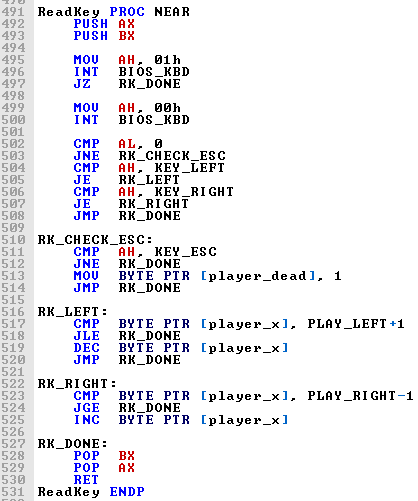 491 ReadKey PROC NEAR
492 PUSH AX
493 PUSH BX
494
495 MOV AH, 01h
496 INT BIOS_KBD
497 JZ RK_DONE
498
499 MOV AH, 00h
500 INT BIOS_KBD
501
502 CMP AL, 0
503 JNE RK_CHECK_ESC
504 CMP AH, KEY_LEFT
505 JE RK_LEFT
506 CMP AH, KEY_RIGHT
507 JE RK_RIGHT
508 JMP RK_DONE
509
510 RK_CHECK_ESC:
511 CMP AH, KEY_ESC
512 JNE RK_DONE
513 MOV BYTE PTR [player_dead], 1
514 JMP RK_DONE
515
516 RK_LEFT:
517 CMP BYTE PTR [player_x], PLAY_LEFT+1
518 JLE RK_DONE
519 DEC BYTE PTR [player_x]
520 JMP RK_DONE
521
522 RK_RIGHT:
523 CMP BYTE PTR [player_x], PLAY_RIGHT-1
524 JGE RK_DONE
525 INC BYTE PTR [player_x]
526
527 RK_DONE:
528 POP BX
529 POP AX
530 RET
531 ReadKey ENDP